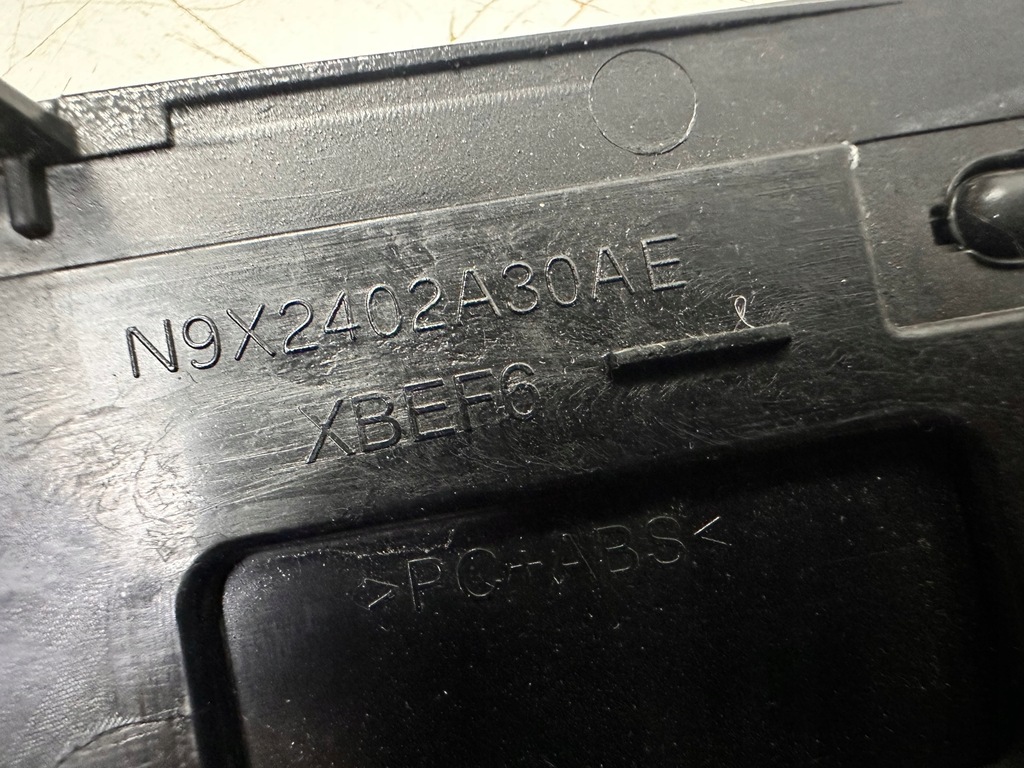 N9X2402A30AE
XBEF6
>PC+ABS<